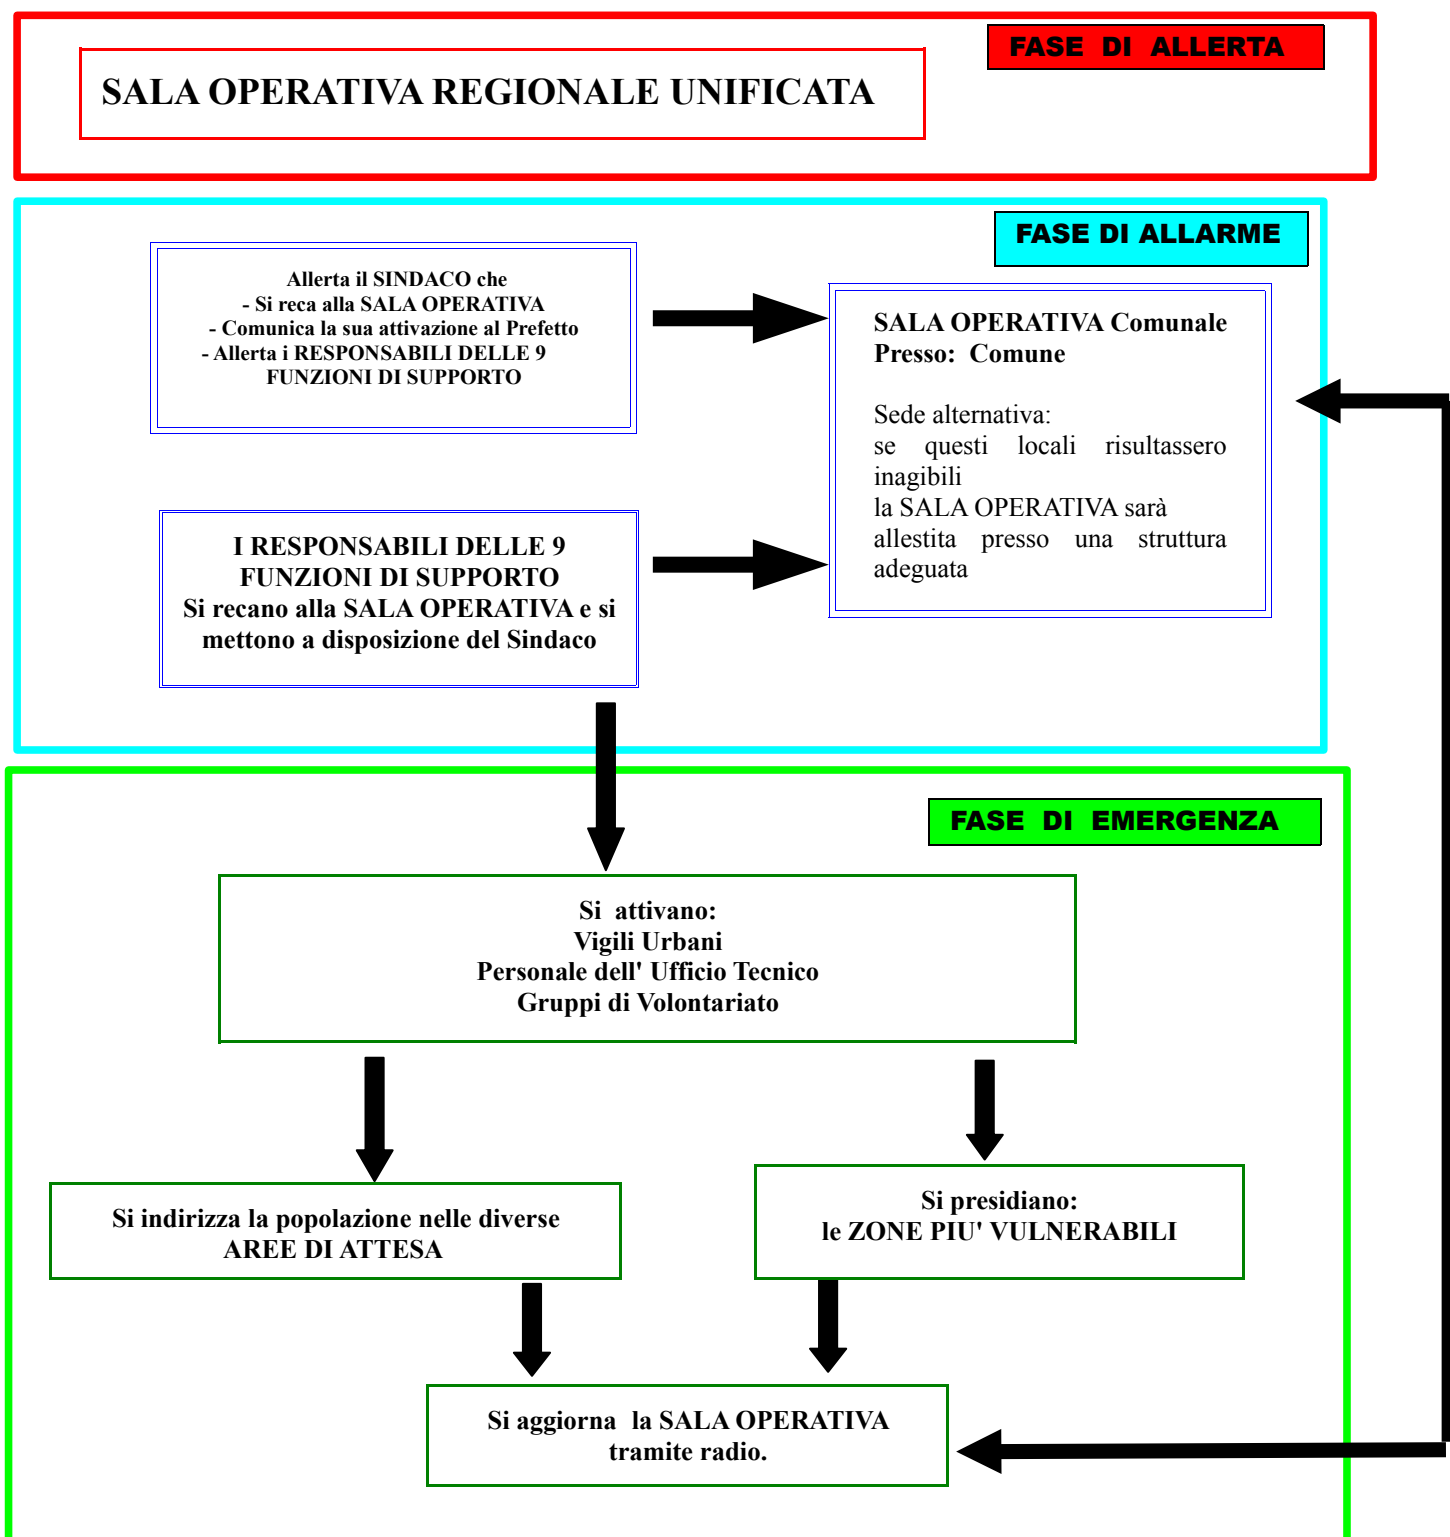 FASE DI ALLERTA
SALA OPERATIVA REGIONALE UNIFICATA
FASE DI ALLARME
Allerta il SINDACO che
- Si reca alla SALA OPERATIVA
- Comunica la sua attivazione al Prefetto
- Allerta i RESPONSABILI DELLE 9
FUNZIONI DI SUPPORTO
SALA OPERATIVA Comunale
Presso: Comune
Sede alternativa:
se questi locali risultassero
inagibili
la SALA OPERATIVA sarà
allestita presso una struttura
adeguata
I RESPONSABILI DELLE 9
FUNZIONI DI SUPPORTO
Si recano alla SALA OPERATIVA e si
mettono a disposizione del Sindaco
FASE DI EMERGENZA
Si attivano:
Vigili Urbani
Personale dell' Ufficio Tecnico
Gruppi di Volontariato
Si indirizza la popolazione nelle diverse
AREE DI ATTESA
Si presidiano:
le ZONE PIU' VULNERABILI
Si aggiorna la SALA OPERATIVA
tramite radio.